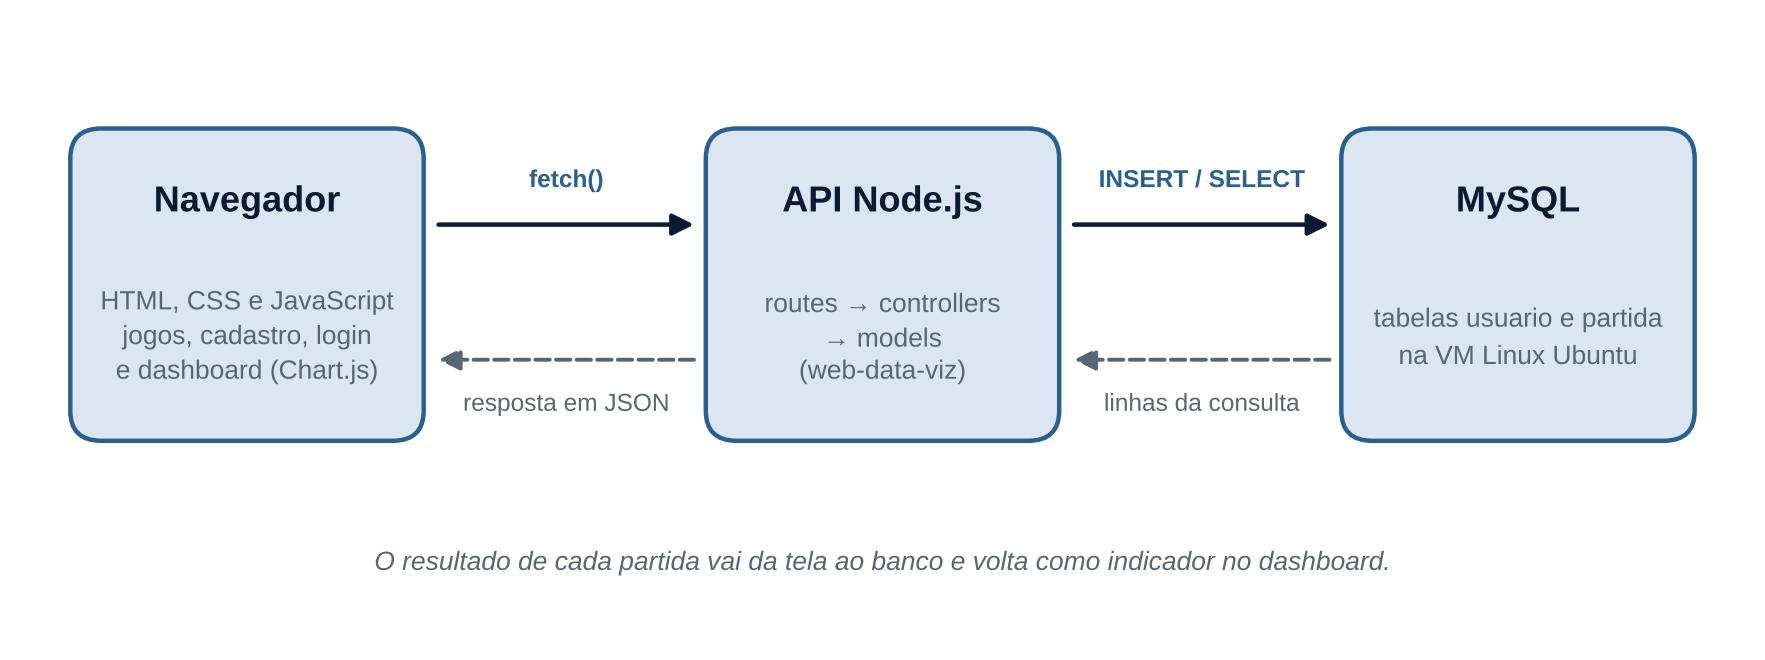 Navegador
HTML, CSS e JavaScript
jogos, cadastro, login
e dashboard (Chart.js)
fetch()
resposta em JSON
API Node.js
routes → controllers
→ models
(web-data-viz)
INSERT / SELECT
linhas da consulta
MySQL
tabelas usuario e partida
na VM Linux Ubuntu
O resultado de cada partida vai da tela ao banco e volta como indicador no dashboard.